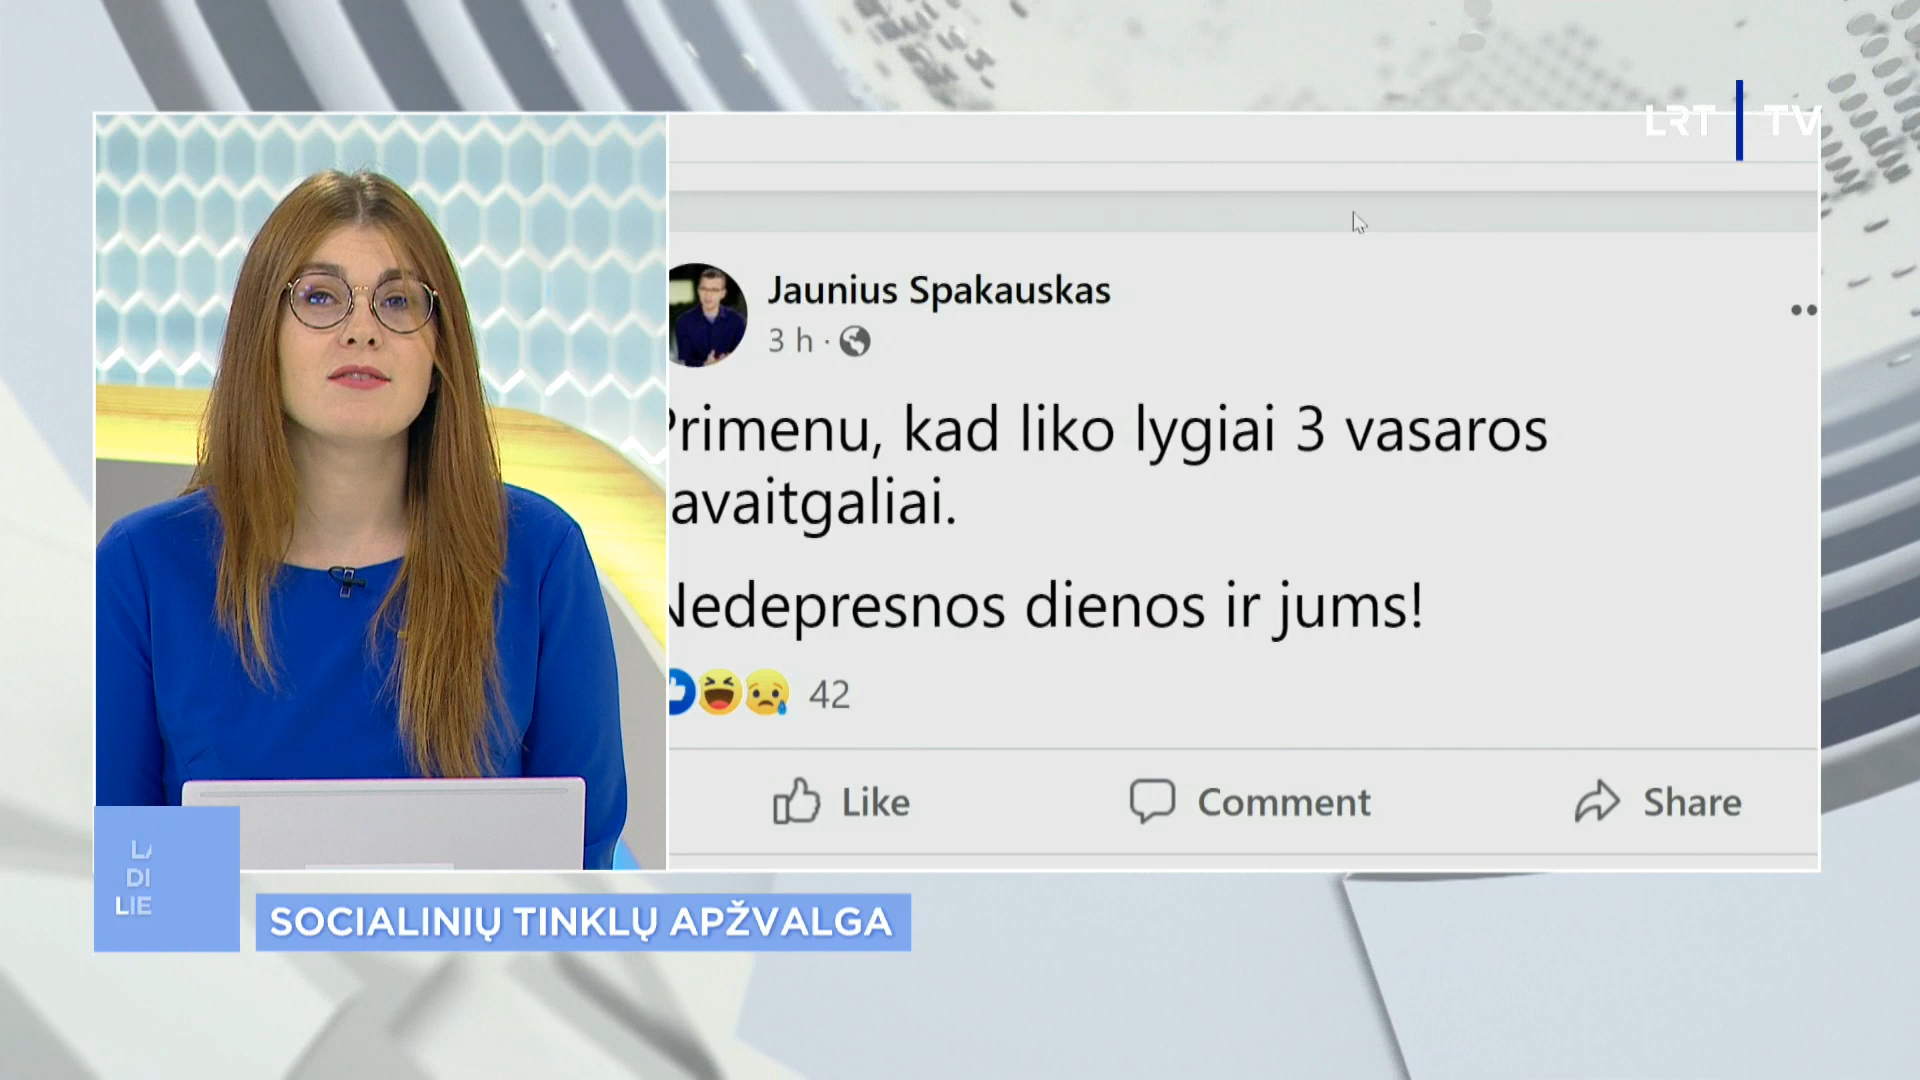 LRT TV
Jaunius Spakauskas
3 h ·
Primenu, kad liko lygiai 3 vasaros
avaitgaliai.
Nedepresnos dienos ir jums!
42
Like Comment Share
LA
DI
LIE
SOCIALINIŲ TINKLŲ APŽVALGA